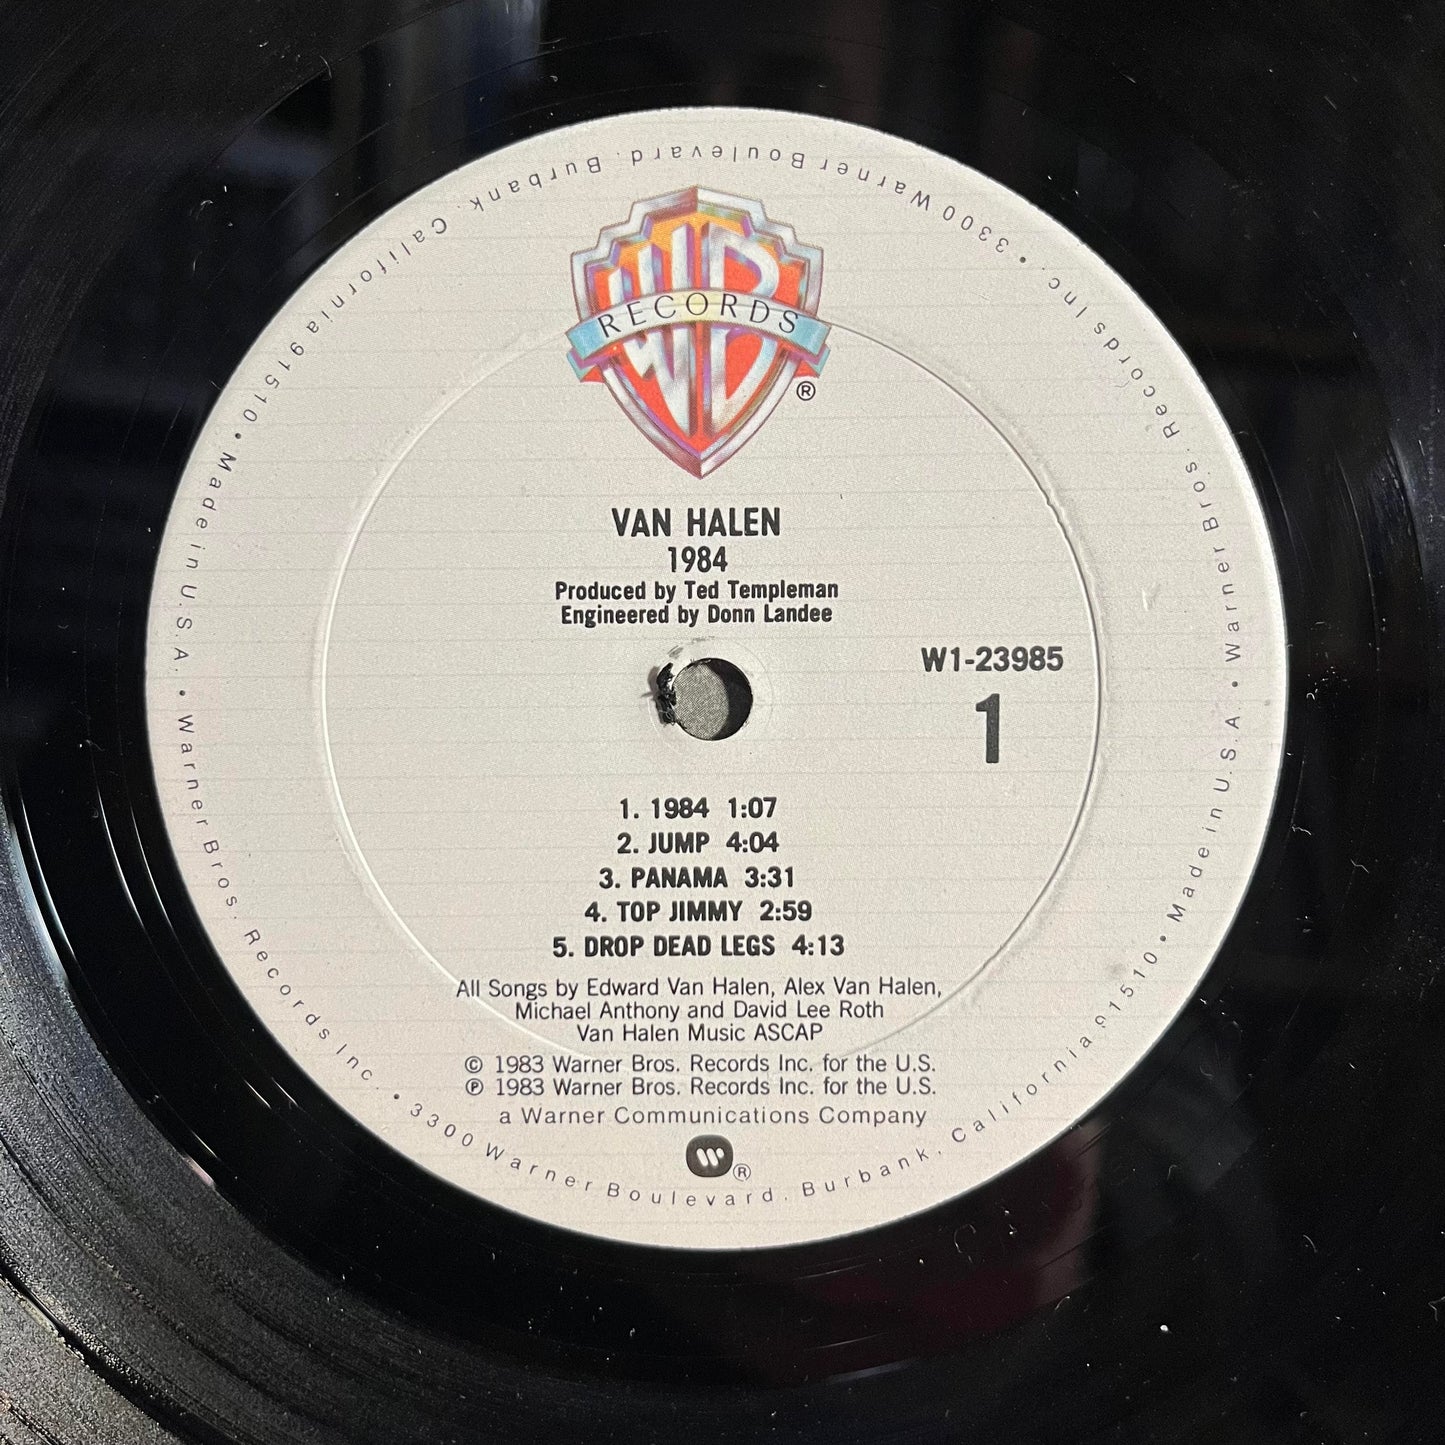 WB
RECORDS
®
VAN HALEN
1984
Produced by Ted Templeman
Engineered by Donn Landee
W1-23985
1
1. 1984 1:07
2. JUMP 4:04
3. PANAMA 3:31
4. TOP JIMMY 2:59
5. DROP DEAD LEGS 4:13
All Songs by Edward Van Halen, Alex Van Halen,
Michael Anthony and David Lee Roth
Van Halen Music ASCAP
© 1983 Warner Bros. Records Inc. for the U.S.
℗ 1983 Warner Bros. Records Inc. for the U.S.
a Warner Communications Company
®
Warner Bros. Records Inc. • 3300 Warner Boulevard. Burbank. California 91510 • Made in U.S.A. •
Warner Bros. Records Inc. • 3300 Warner Boulevard. Burbank, California 91510 • Made in U.S.A. •